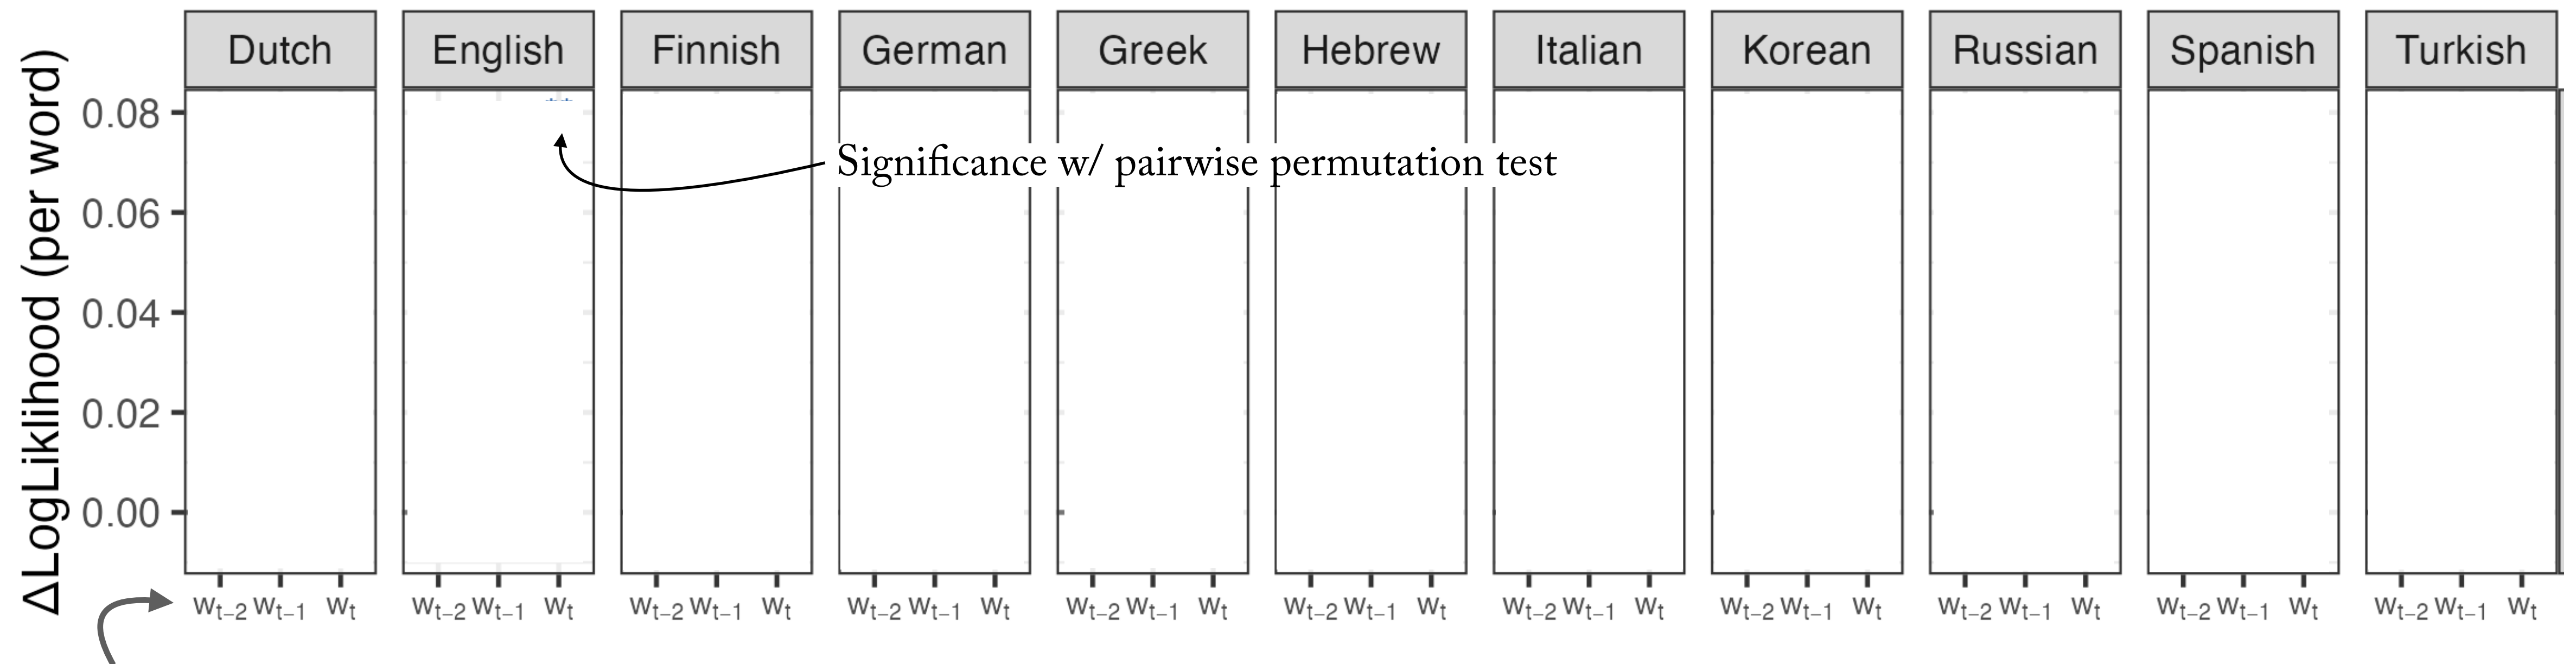 Dutch English Finnish German Greek Hebrew Italian Korean Russian Spanish Turkish
ΔLogLiklihood (per word)
0.08
Significance w/ pairwise permutation test
0.06
0.04
0.02
0.00
wt−2 wt−1 wt wt−2 wt−1 wt wt−2 wt−1 wt wt−2 wt−1 wt wt−2 wt−1 wt wt−2 wt−1 wt wt−2 wt−1 wt wt−2 wt−1 wt wt−2 wt−1 wt wt−2 wt−1 wt wt−2 wt−1 wt